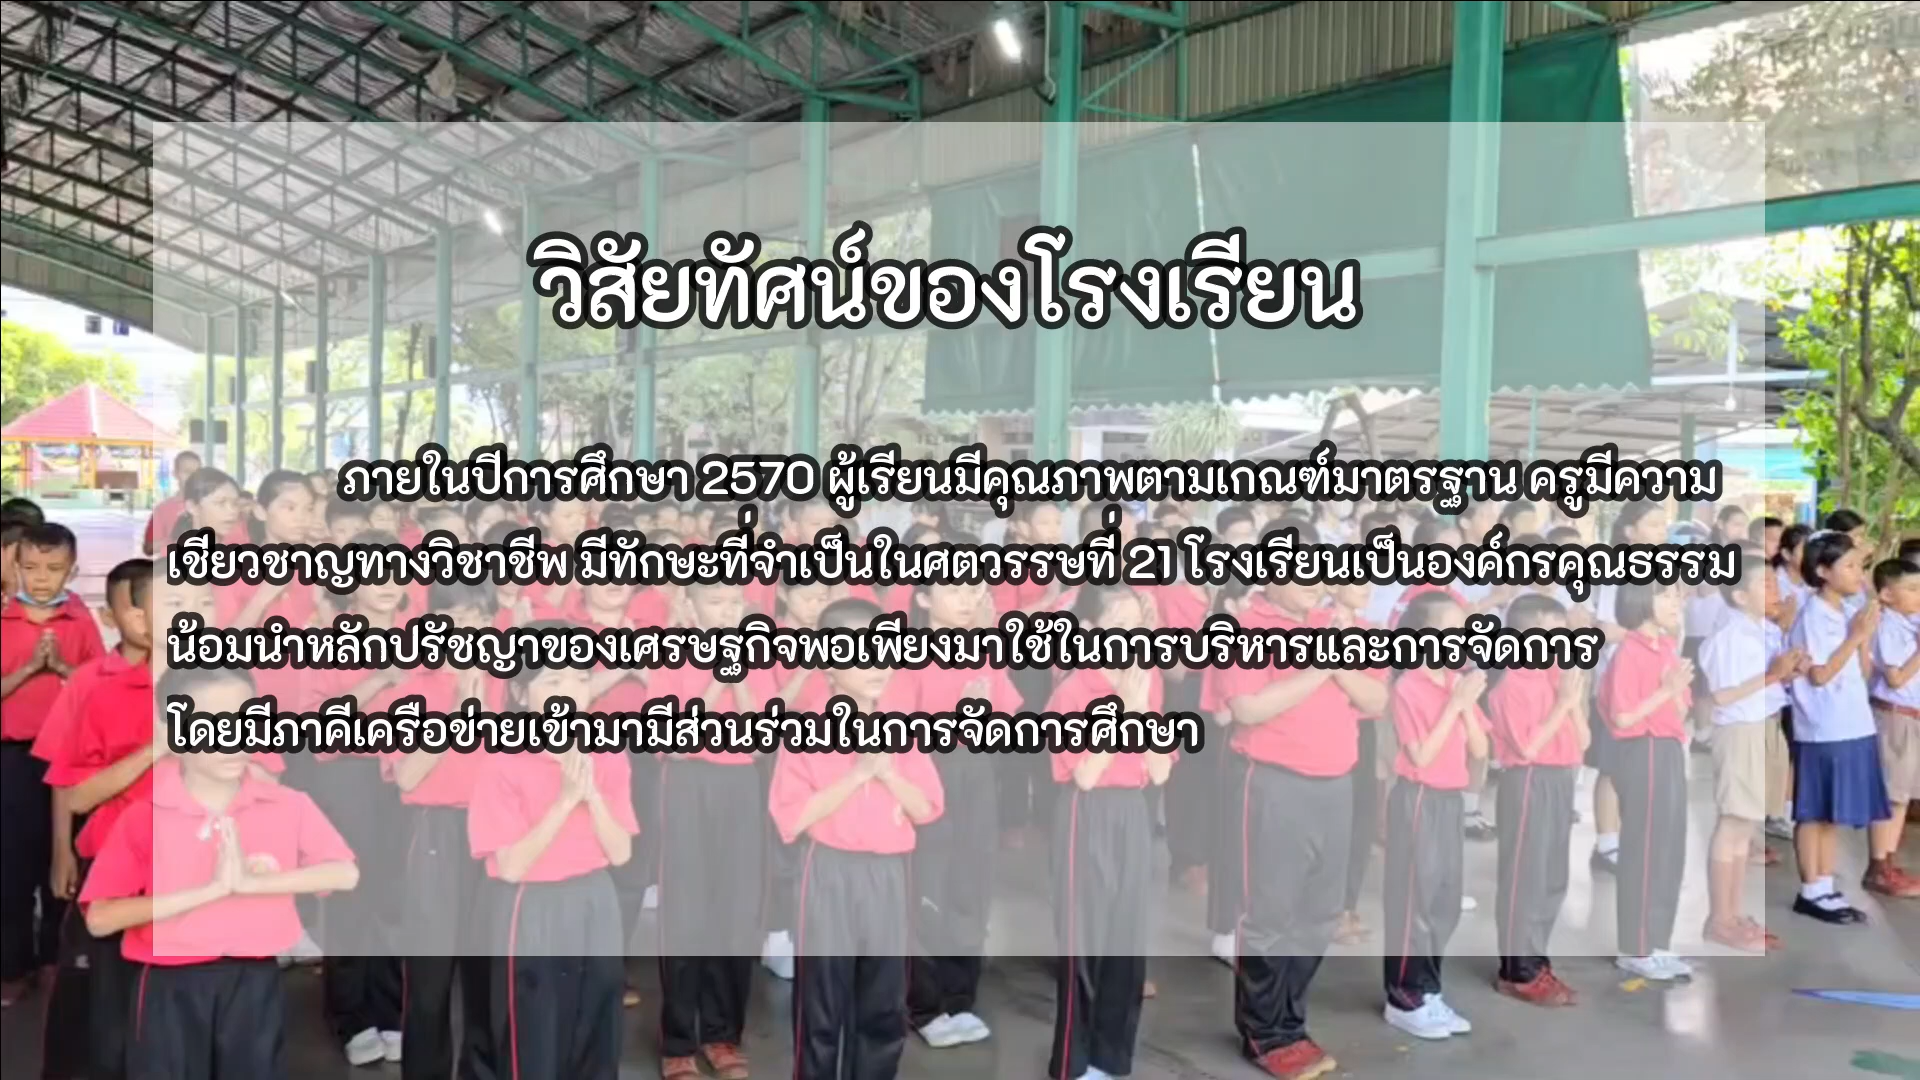 วิสัยทัศน์ของโรงเรียน
ภายในปีการศึกษา 2570 ผู้เรียนมีคุณภาพตามเกณฑ์มาตรฐาน ครูมีความ
เชียวชาญทางวิชาชีพ มีทักษะที่จำเป็นในศตวรรษที่ 21 โรงเรียนเป็นองค์กรคุณธรรม
น้อมนำหลักปรัชญาของเศรษฐกิจพอเพียงมาใช้ในการบริหารและการจัดการ
โดยมีภาคีเครือข่ายเข้ามามีส่วนร่วมในการจัดการศึกษา